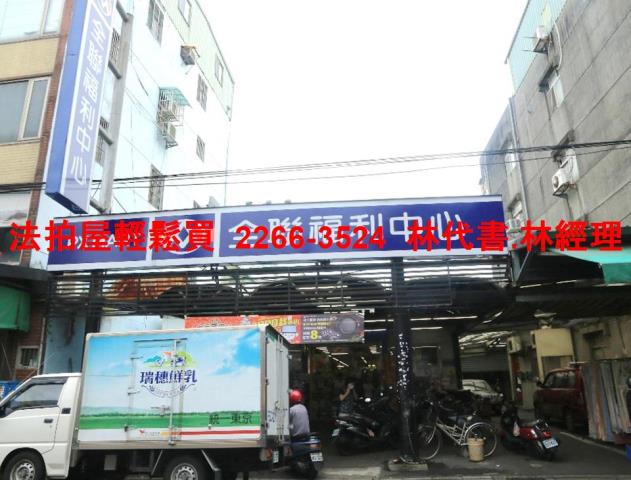 全聯福利中心
全聯福利中心
法拍屋輕鬆買 2266-3524 林代書.林經理
瑞穗鮮乳
統一東京